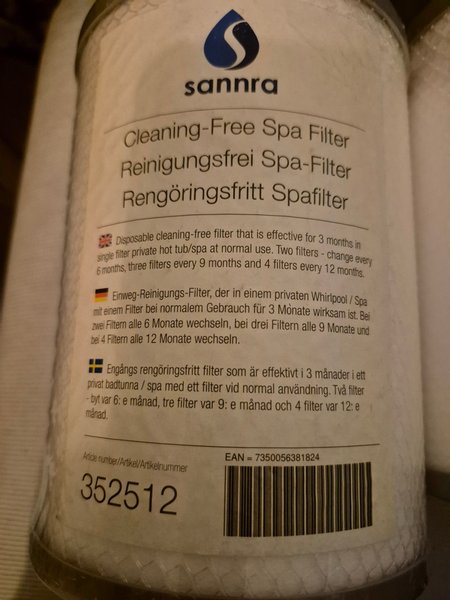 sannra
Cleaning-Free Spa Filter
Reinigungsfrei Spa-Filter
Rengöringsfritt Spafilter
Disposable cleaning-free filter that is effective for 3 months in
single filter private hot tub/spa at normal use. Two filters - change every
6 months, three filters every 9 months and 4 filters every 12 months.
Einweg-Reinigungs-Filter, der in einem privaten Whirlpool / Spa
mit einem Filter bei normalem Gebrauch für 3 Monate wirksam ist. Bei
zwei Filtern alle 6 Monate wechseln, bei drei Filtern alle 9 Monate und
bei 4 Filtern alle 12 Monate wechseln.
Engångs rengöringsfritt filter som är effektivt i 3 månader i ett
privat badtunna / spa med ett filter vid normal användning. Två filter
- byt var 6: e månad, tre filter var 9: e månad och 4 filter var 12: e
månad.
Article number/Artikel/Artikelnummer
352512
EAN = 7350056381824